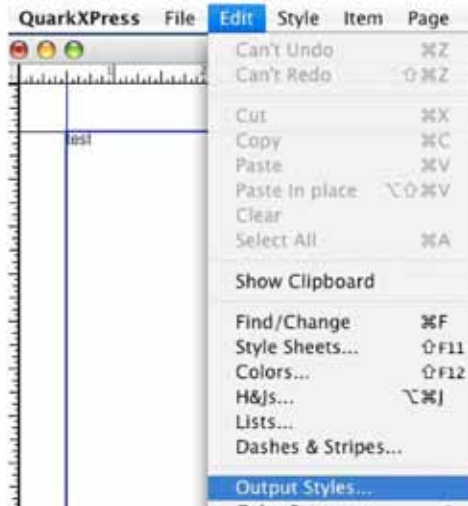 QuarkXPress File Edit Style Item Page
Can't Undo ⌘Z
Can't Redo ⇧⌘Z
Cut ⌘X
Copy ⌘C
Paste ⌘V
Paste In place ⌥⇧⌘V
Clear
Select All ⌘A
test
Show Clipboard
Find/Change ⌘F
Style Sheets... ⇧F11
Colors... ⇧F12
H&Js... ⌥⌘J
Lists...
Dashes & Stripes...
Output Styles...